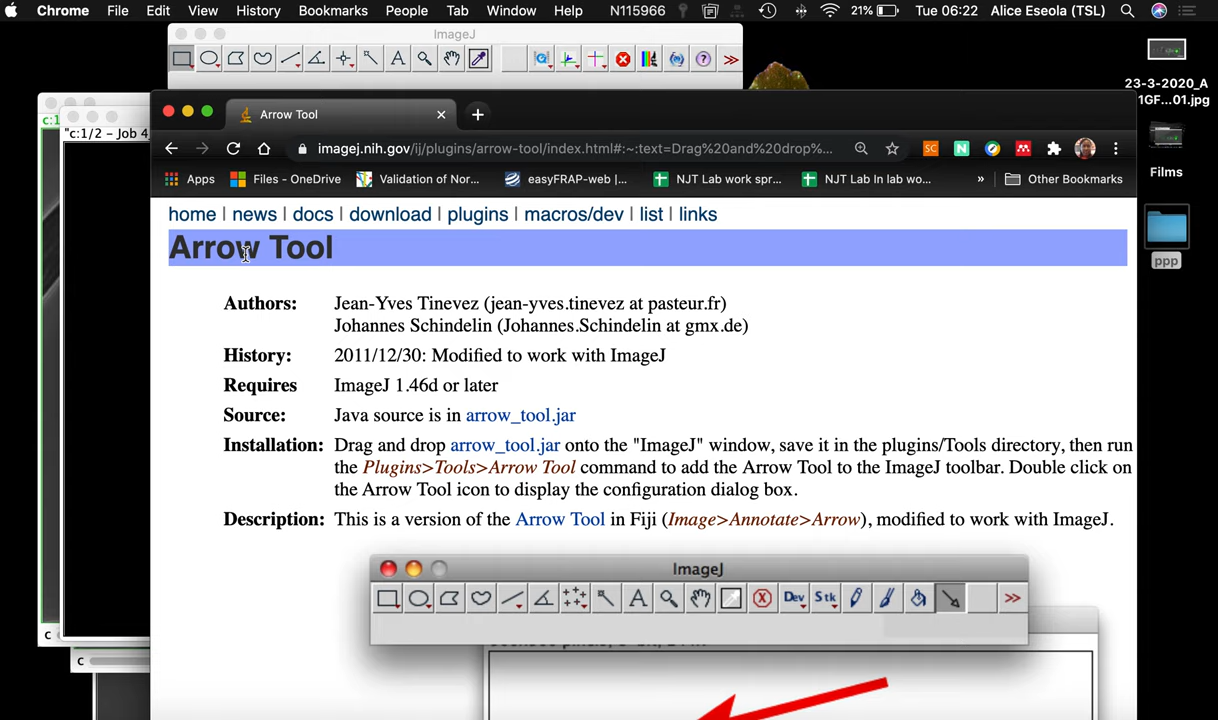 Chrome File Edit View History Bookmarks People Tab Window Help N115966 21% Tue 06:22 Alice Eseola (TSL)
ImageJ
23-3-2020_A
1GF...01.jpg
c:1
"c:1/2 - Job 4
Arrow Tool
imagej.nih.gov/ij/plugins/arrow-tool/index.html#:~:text=Drag%20and%20drop%...
SC N
Apps Files - OneDrive Validation of Nor... easyFRAP-web |... NJT Lab work spr... NJT Lab In lab wo... » Other Bookmarks
Films
home | news | docs | download | plugins | macros/dev | list | links
Arrow Tool
ppp
Authors: Jean-Yves Tinevez (jean-yves.tinevez at pasteur.fr)
Johannes Schindelin (Johannes.Schindelin at gmx.de)
History: 2011/12/30: Modified to work with ImageJ
Requires ImageJ 1.46d or later
Source: Java source is in arrow_tool.jar
Installation: Drag and drop arrow_tool.jar onto the "ImageJ" window, save it in the plugins/Tools directory, then run
the Plugins>Tools>Arrow Tool command to add the Arrow Tool to the ImageJ toolbar. Double click on
the Arrow Tool icon to display the configuration dialog box.
Description: This is a version of the Arrow Tool in Fiji (Image>Annotate>Arrow), modified to work with ImageJ.
ImageJ
A Dev Stk >>
c
c